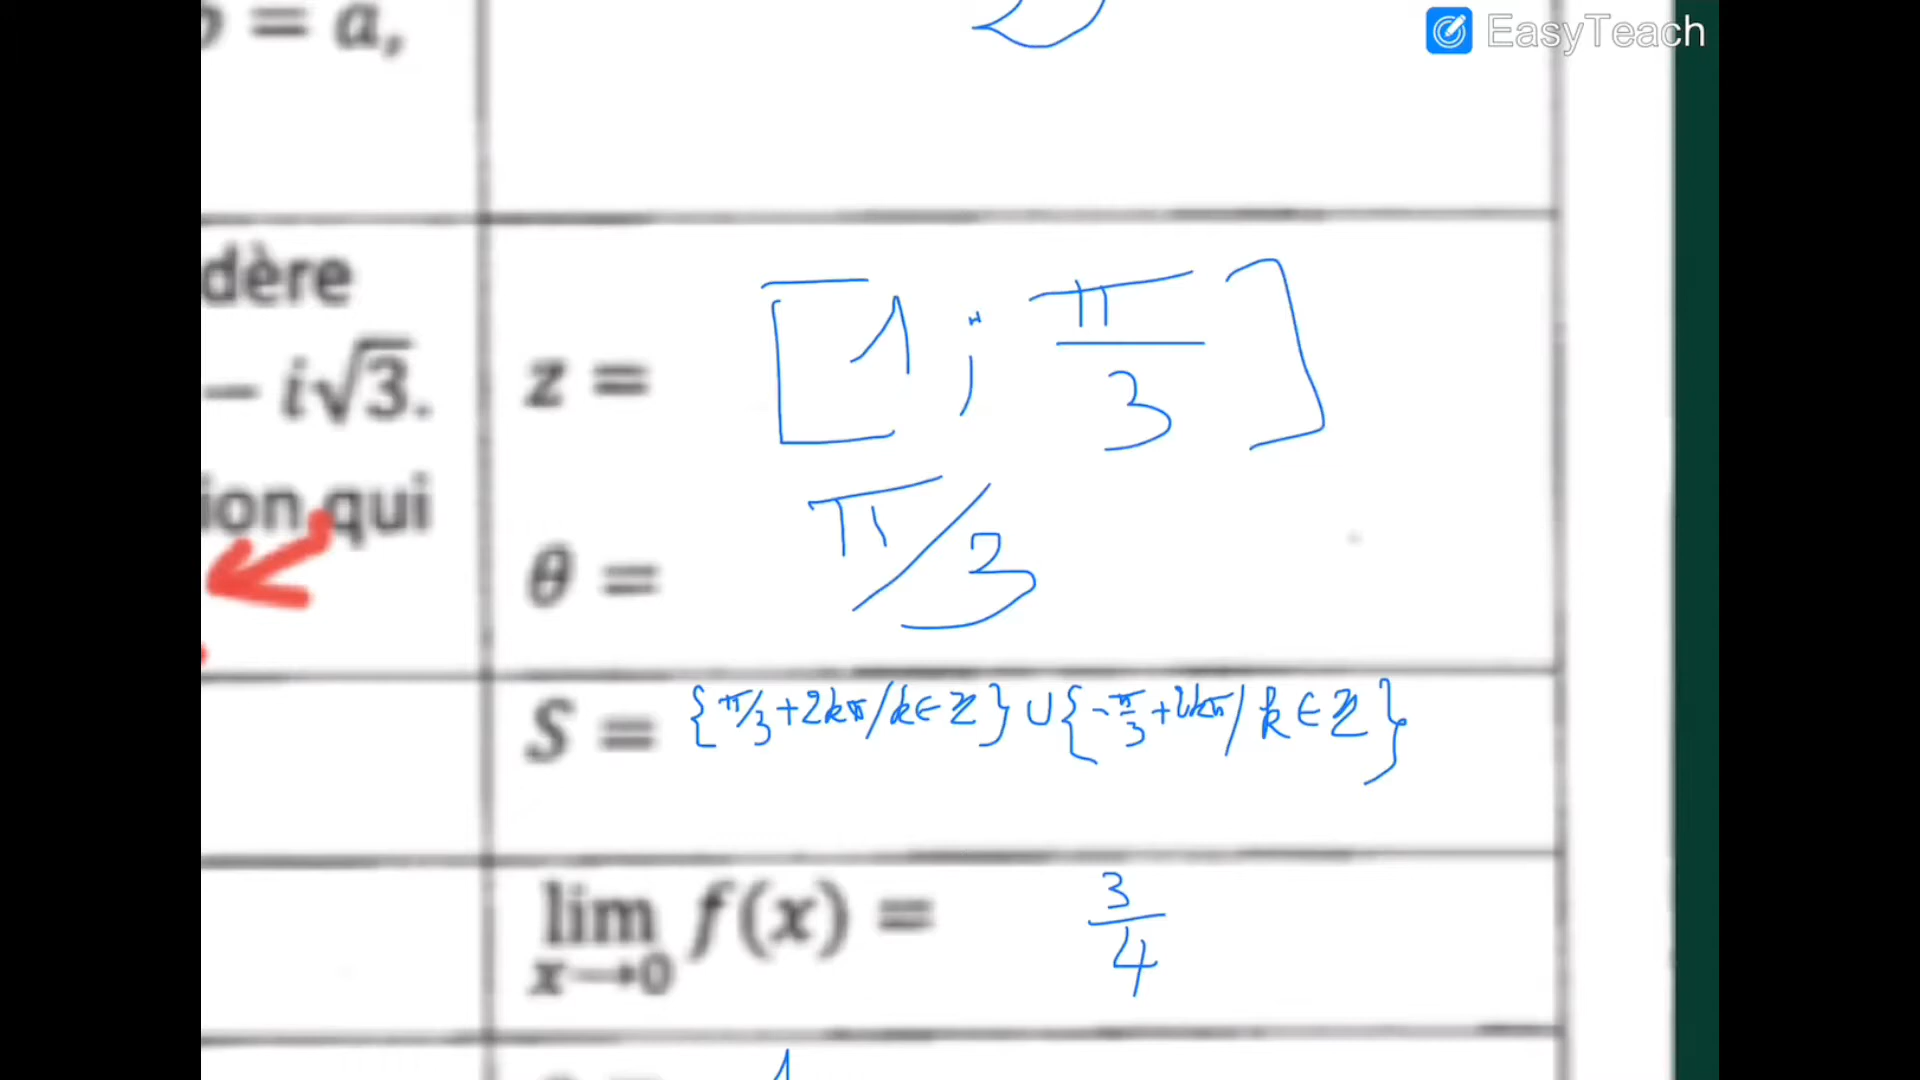 = a,
EasyTeach
dère
− i√3.
ion qui
z = [1 ; π/3]
θ = π/3
S = {π/3+2kπ/k∈Z}∪{-π/3+2kπ/k∈Z}
lim f(x) = 3/4
x→0